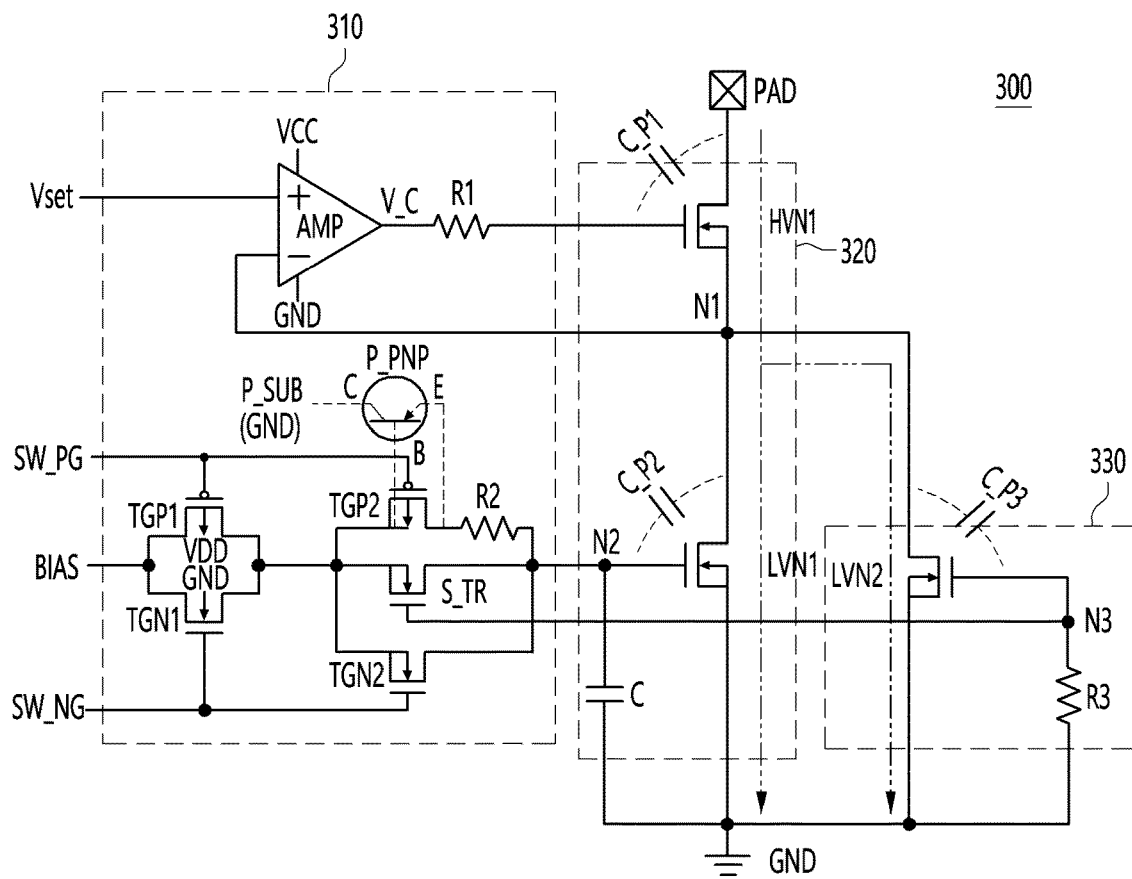 310
300
PAD
C_P1
VCC
Vset
+
AMP
−
V_C
R1
HVN1
320
GND
N1
P_PNP
P_SUB
(GND)
C
E
B
SW_PG
C_P2
C_P3
330
TGP1
TGP2
R2
VDD
BIAS
GND
N2
LVN1
LVN2
S_TR
TGN1
N3
TGN2
SW_NG
C
R3
GND